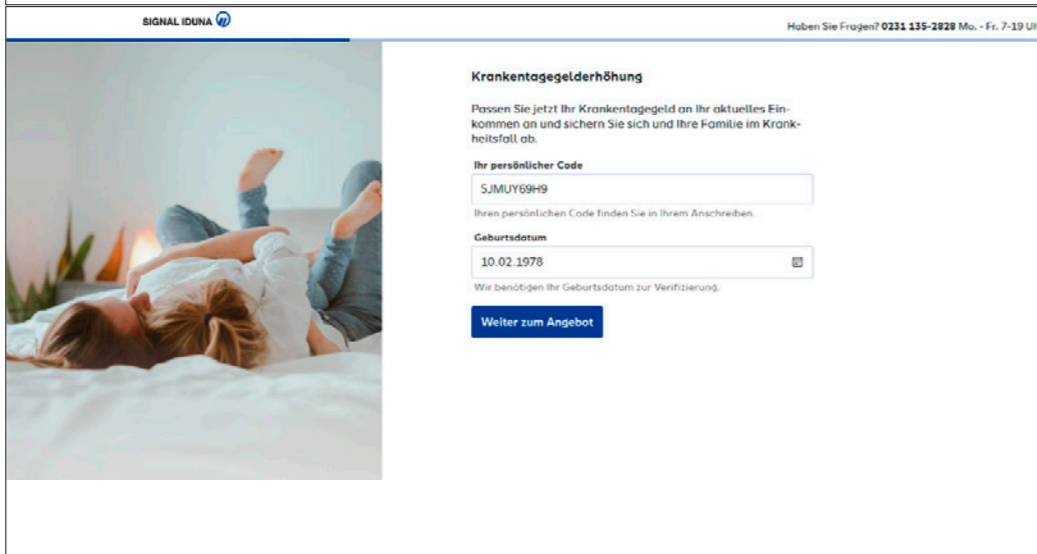 SIGNAL IDUNA
Haben Sie Fragen? 0231 135-2828 Mo. - Fr. 7-19 Uh
Krankentagegelderhöhung
Passen Sie jetzt Ihr Krankentagegeld an Ihr aktuelles Ein-
kommen an und sichern Sie sich und Ihre Familie im Krank-
heitsfall ab.
Ihr persönlicher Code
5JMUY69H9
Ihren persönlichen Code finden Sie in Ihrem Anschreiben.
Geburtsdatum
10.02.1978
Wir benötigen Ihr Geburtsdatum zur Verifizierung.
Weiter zum Angebot